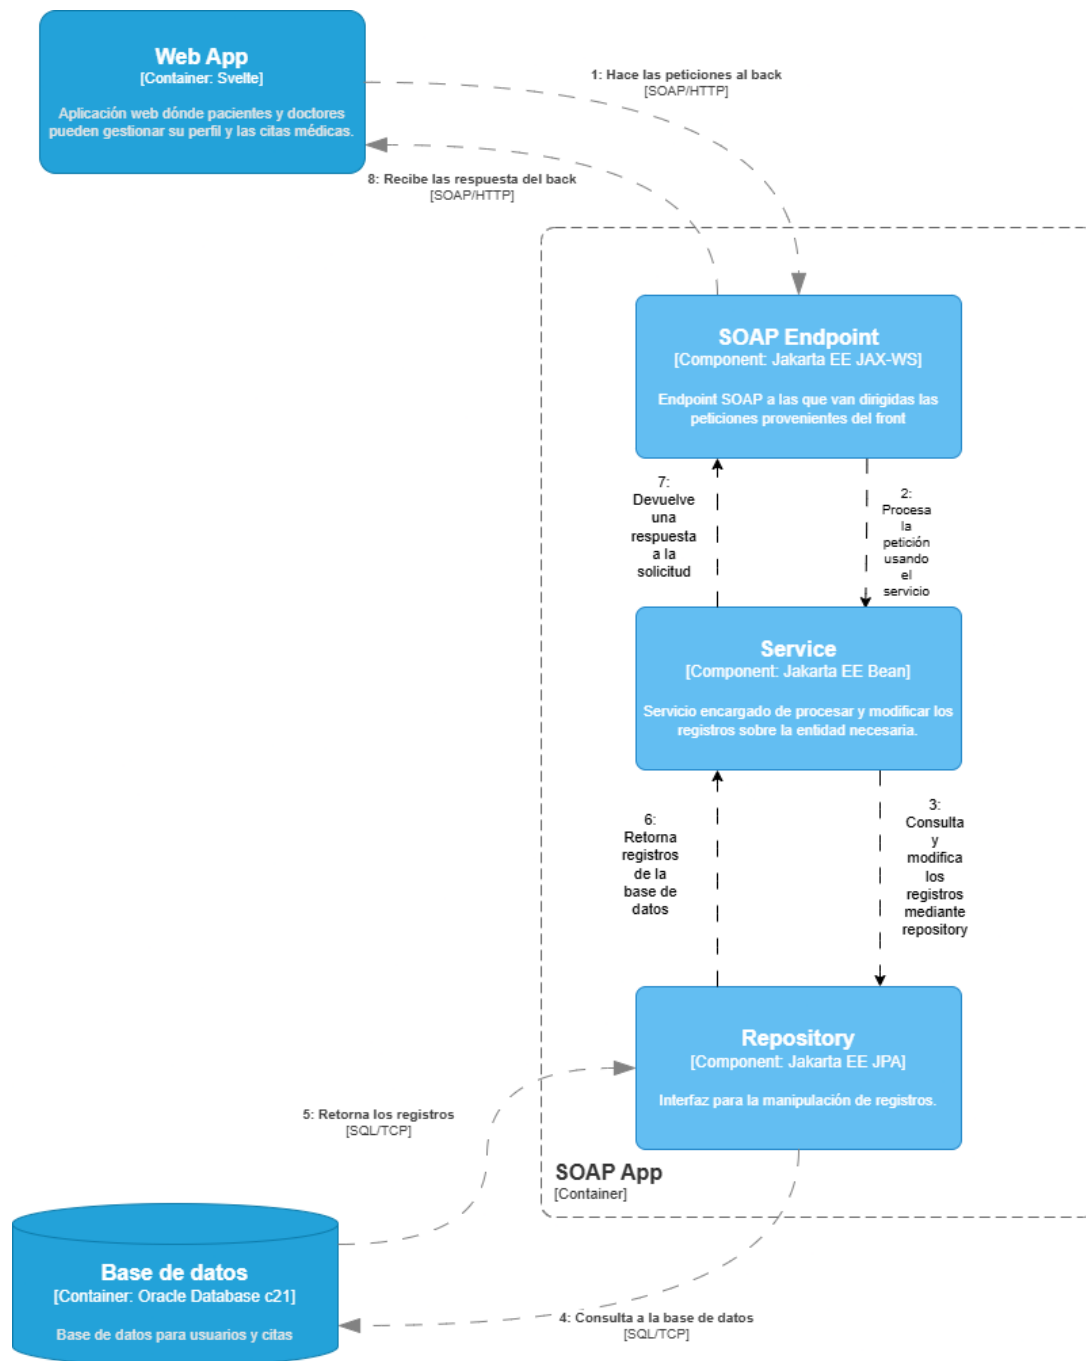 Web App
[Container: Svelte]
Aplicación web dónde pacientes y doctores
pueden gestionar su perfil y las citas médicas.
1: Hace las peticiones al back
[SOAP/HTTP]
8: Recibe las respuesta del back
[SOAP/HTTP]
SOAP Endpoint
[Component: Jakarta EE JAX-WS]
Endpoint SOAP a las que van dirigidas las
peticiones provenientes del front
7:
Devuelve
una
respuesta
a la
solicitud
2:
Procesa
la
petición
usando
el
servicio
Service
[Component: Jakarta EE Bean]
Servicio encargado de procesar y modificar los
registros sobre la entidad necesaria.
6:
Retorna
registros
de la
base de
datos
3:
Consulta
y
modifica
los
registros
mediante
repository
Repository
[Component: Jakarta EE JPA]
Interfaz para la manipulación de registros.
5: Retorna los registros
[SQL/TCP]
SOAP App
[Container]
Base de datos
[Container: Oracle Database c21]
Base de datos para usuarios y citas
4: Consulta a la base de datos
[SQL/TCP]